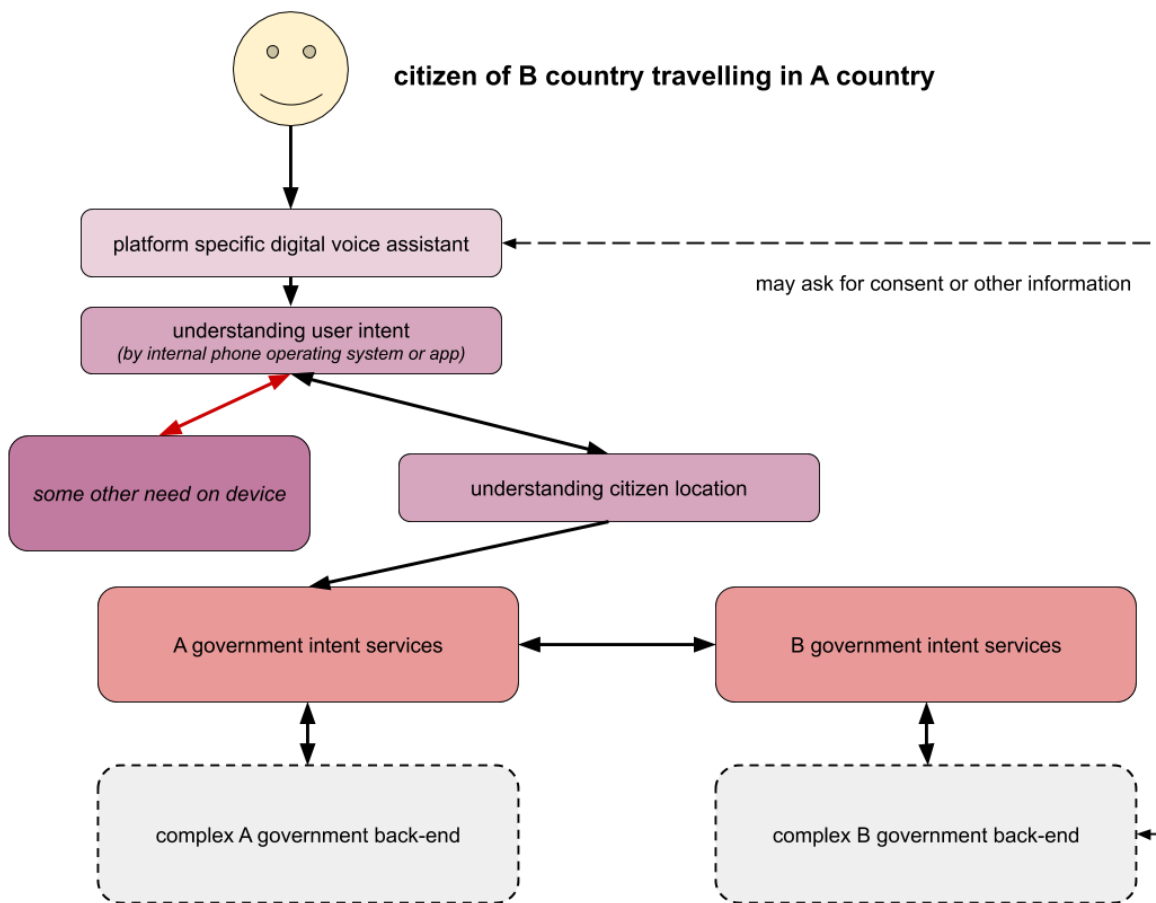 citizen of B country travelling in A country
platform specific digital voice assistant
may ask for consent or other information
understanding user intent
(by internal phone operating system or app)
some other need on device
understanding citizen location
A government intent services
B government intent services
complex A government back-end
complex B government back-end